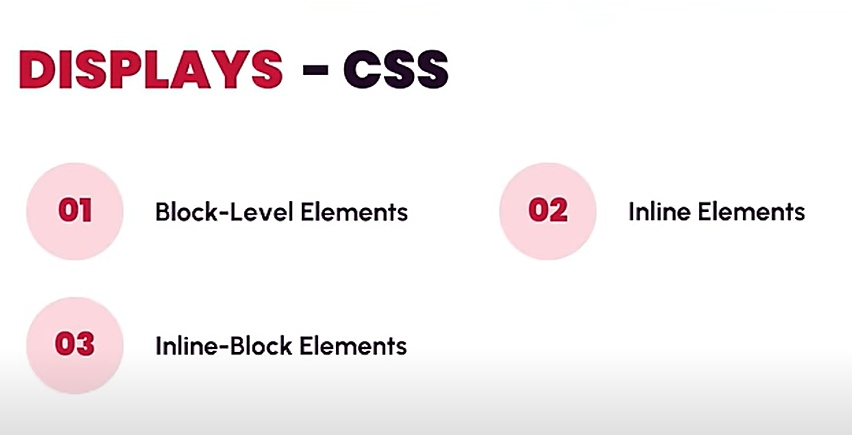 DISPLAYS - CSS
01 Block-Level Elements
02 Inline Elements
03 Inline-Block Elements